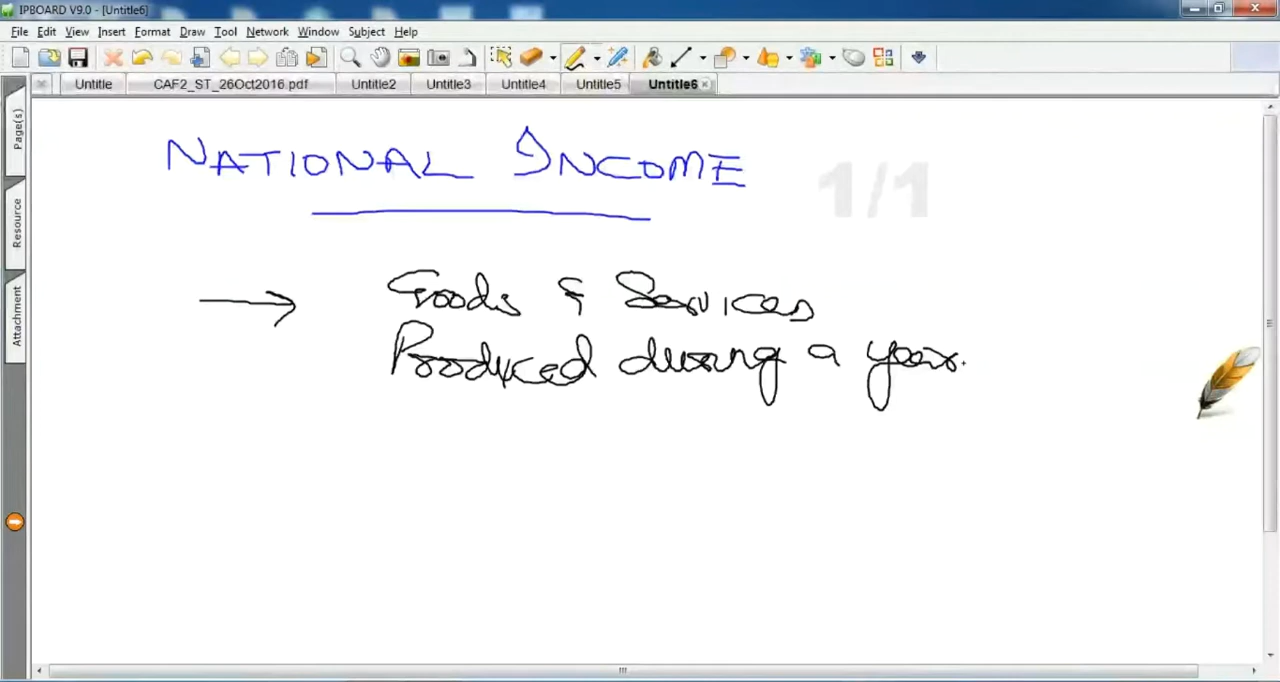 IPBOARD V9.0 - [Untitle6]
File Edit View Insert Format Draw Tool Network Window Subject Help
Untitle CAF2_ST_26Oct2016.pdf Untitle2 Untitle3 Untitle4 Untitle5 Untitle6
Page(s)
Resource
Attachment
NATIONAL INCOME
1/1
Goods & Services
Produced during a year.